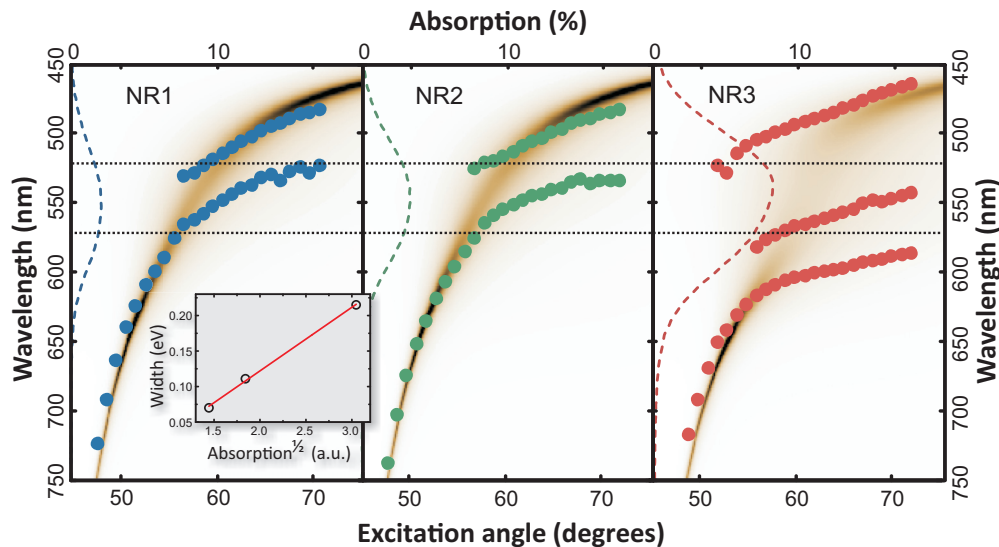 Absorption (%)
0 10 0 10 0 10
450 450
NR1 NR2 NR3
500 500
550 550
600 600
650 650
700 700
750 750
Wavelength (nm)
Wavelength (nm)
0.20
0.15
0.10
0.05
Width (eV)
1.5 2.0 2.5 3.0
Absorption½ (a.u.)
50 60 70 50 60 70 50 60 70
Excitation angle (degrees)